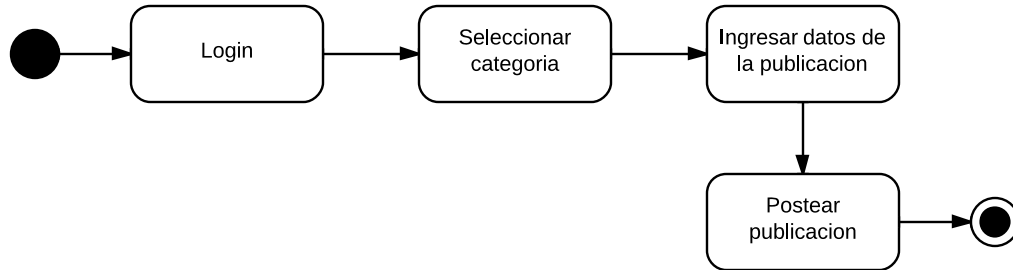 Login
Seleccionar
categoria
Ingresar datos de
la publicacion
Postear
publicacion